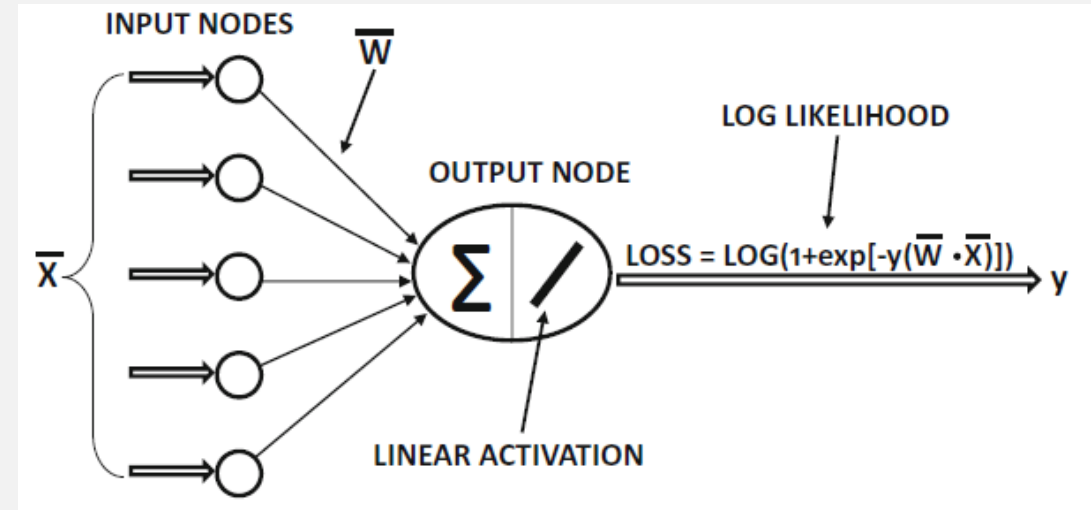 INPUT NODES
W̅
LOG LIKELIHOOD
OUTPUT NODE
X̅
∑
LOSS = LOG(1+exp[-y(W̅ •X̅)])
y
LINEAR ACTIVATION